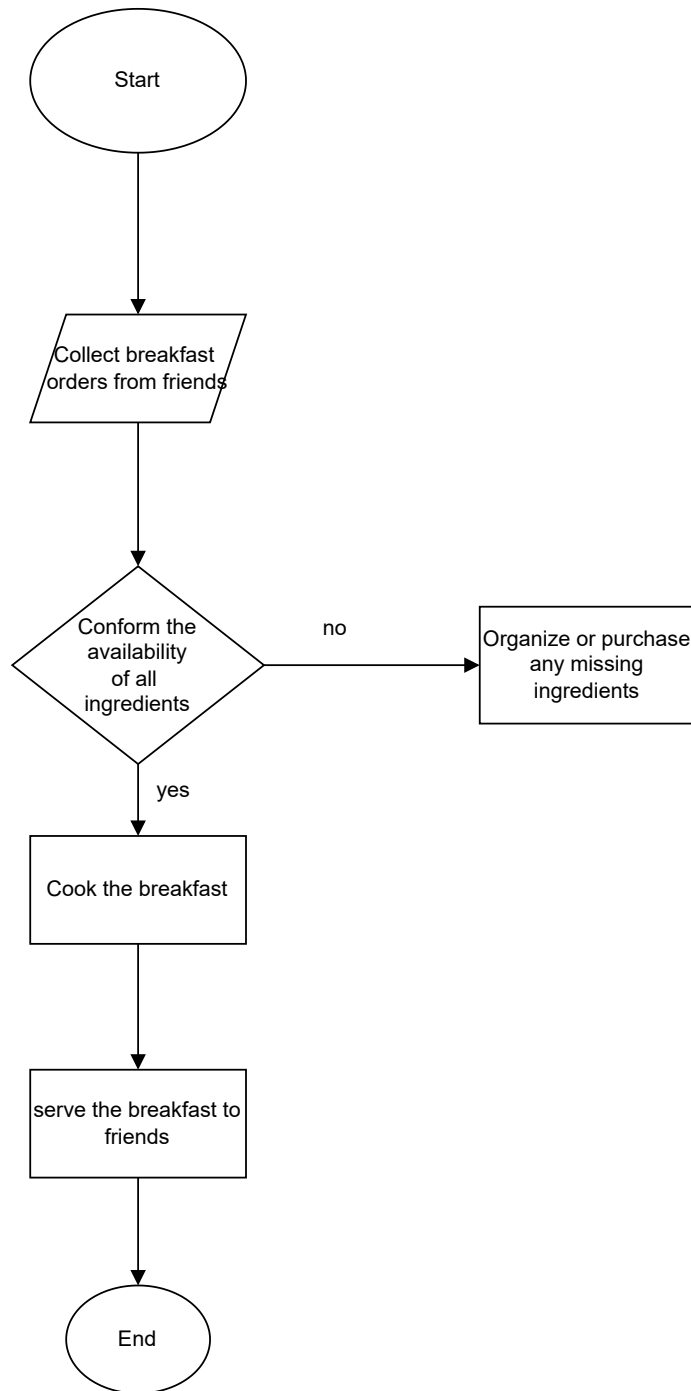 Start
Collect breakfast
orders from friends
Conform the
availability
of all
ingredients
no
Organize or purchase
any missing
ingredients
yes
Cook the breakfast
serve the breakfast to
friends
End